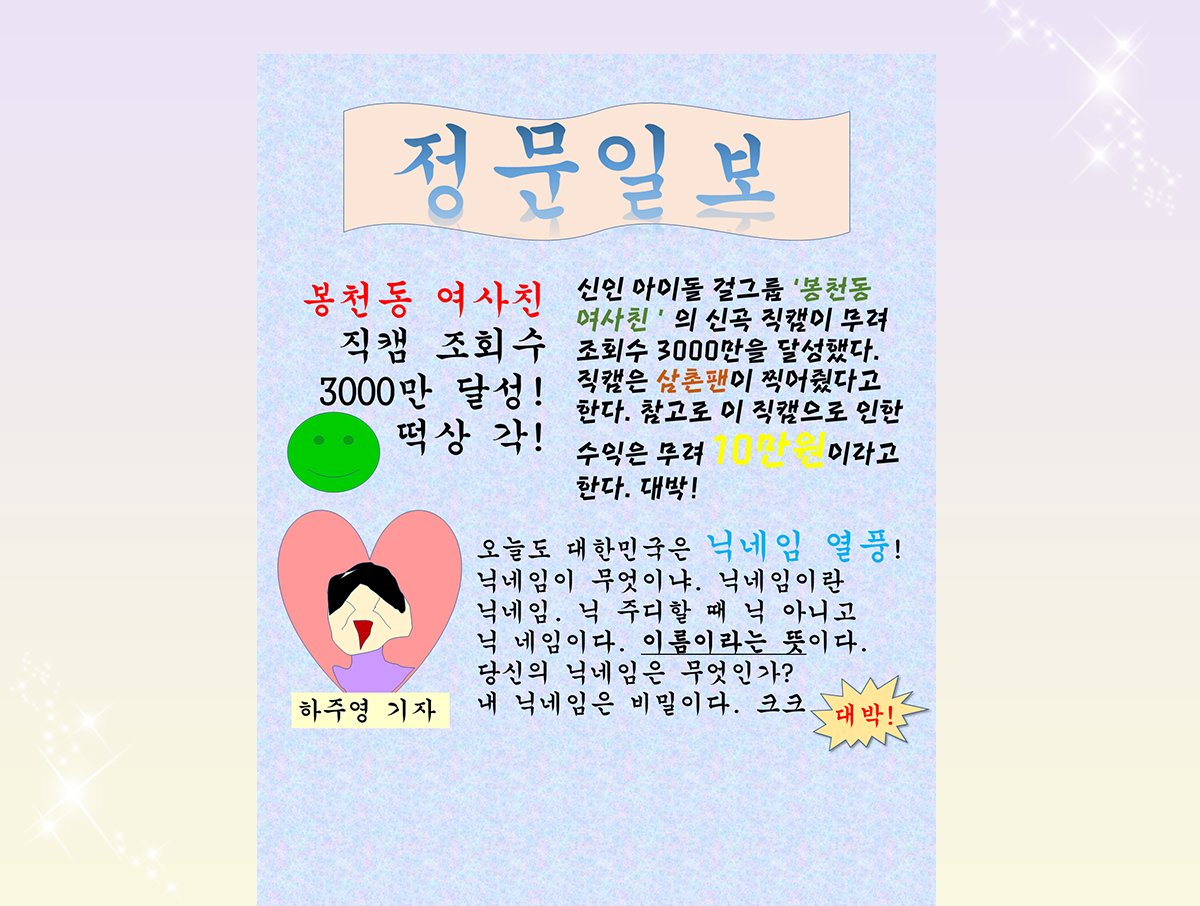 정문일보
봉천동 여사친
직캠 조회수
3000만 달성!
떡상 각!
신인 아이돌 걸그룹 '봉천동
여사친 ' 의 신곡 직캠이 무려
조회수 3000만을 달성했다.
직캠은 삼촌팬이 찍어줬다고
한다. 참고로 이 직캠으로 인한
수익은 무려 10만원이라고
한다. 대박!
오늘도 대한민국은 닉네임 열풍!
닉네임이 무엇이냐. 닉네임이란
닉네임. 닉 주디할 때 닉 아니고
닉 네임이다. 이름이라는 뜻이다.
당신의 닉네임은 무엇인가?
내 닉네임은 비밀이다. 크크
하주영 기자
대박!